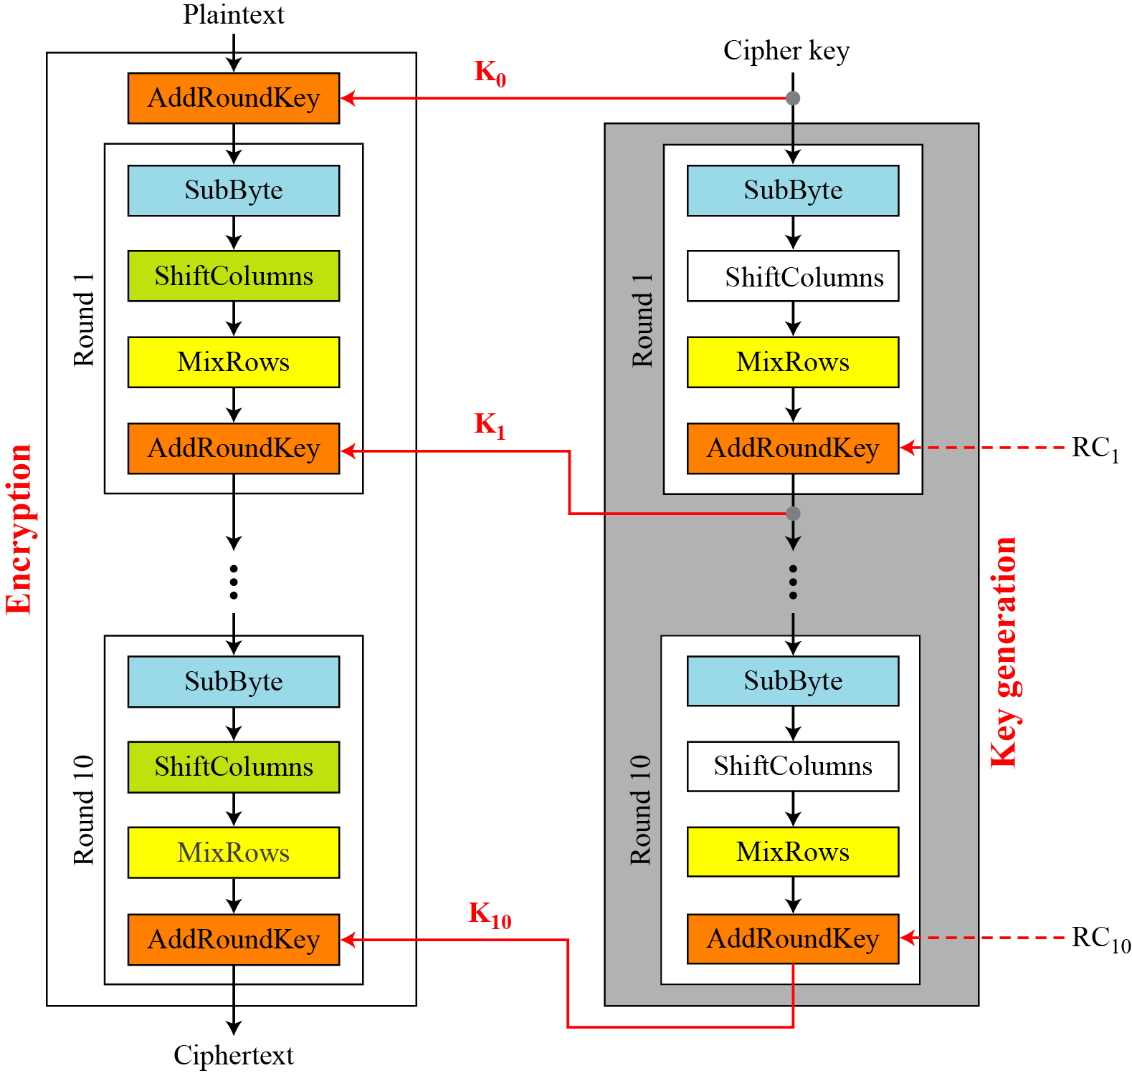 Plaintext
AddRoundKey
SubByte
ShiftColumns
MixRows
AddRoundKey
Round 1
SubByte
ShiftColumns
MixRows
AddRoundKey
Round 10
Ciphertext
Encryption
K0
K1
K10
Cipher key
SubByte
ShiftColumns
MixRows
AddRoundKey
Round 1
RC1
SubByte
ShiftColumns
MixRows
AddRoundKey
Round 10
RC10
Key generation